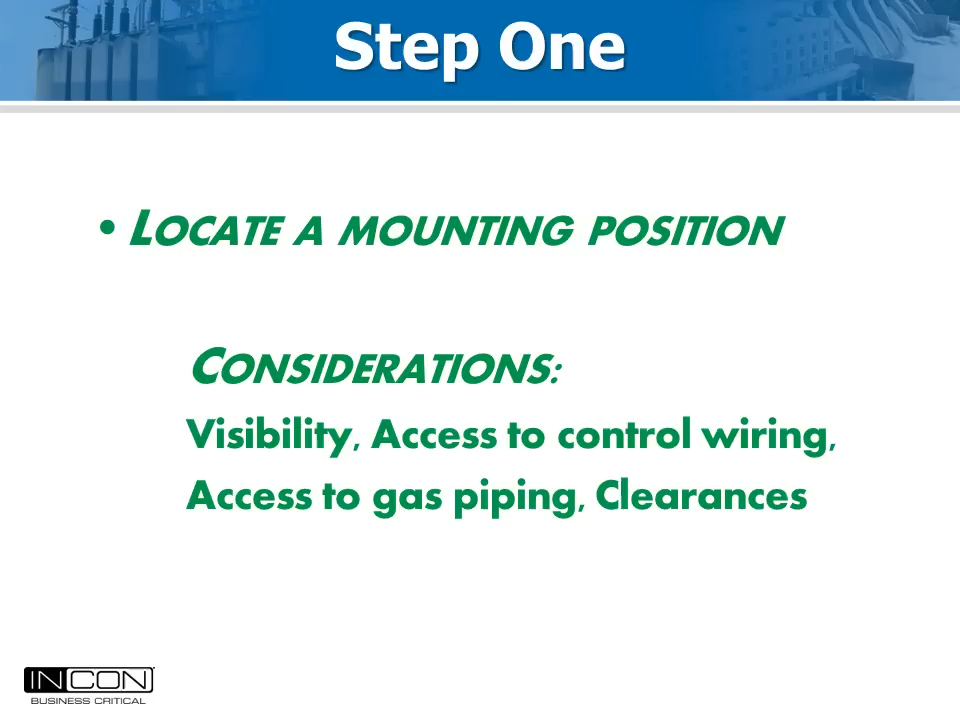 Step One
• LOCATE A MOUNTING POSITION
CONSIDERATIONS:
Visibility, Access to control wiring,
Access to gas piping, Clearances
INCON
BUSINESS CRITICAL